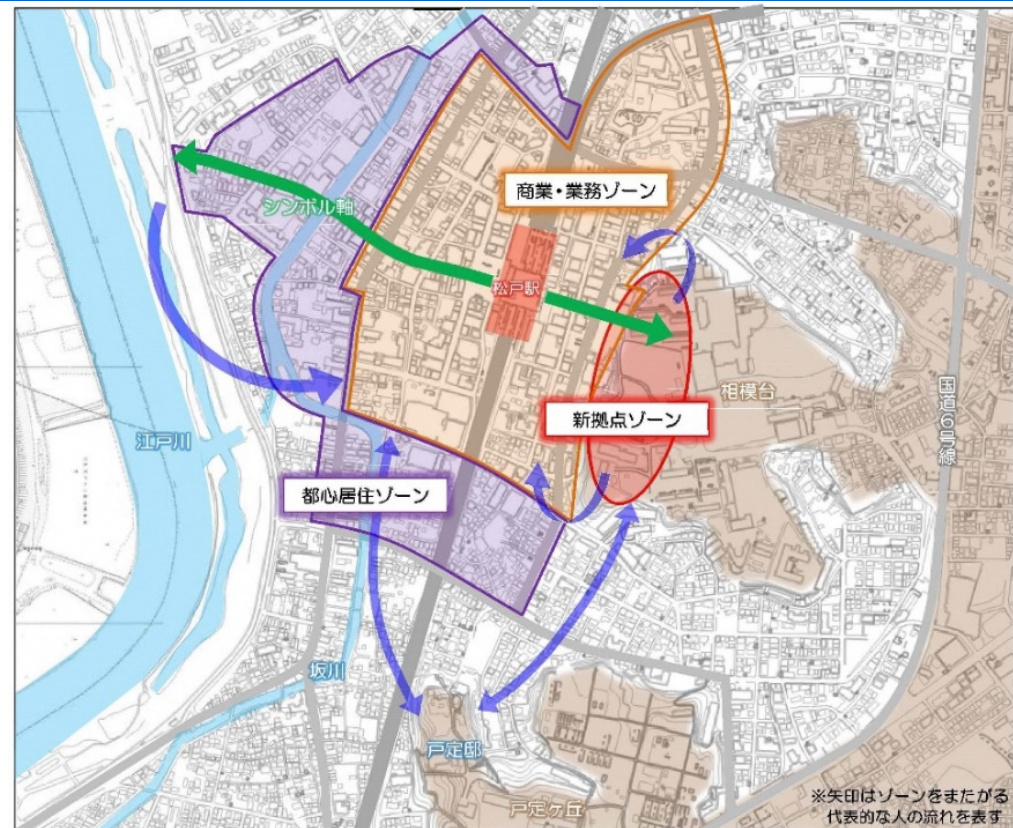 商業・業務ゾーン
シンボル軸
松戸駅
相模台
国道6号線
新拠点ゾーン
江戸川
都心居住ゾーン
坂川
戸定邸
戸定ヶ丘
※矢印はゾーンをまたがる
代表的な人の流れを表す